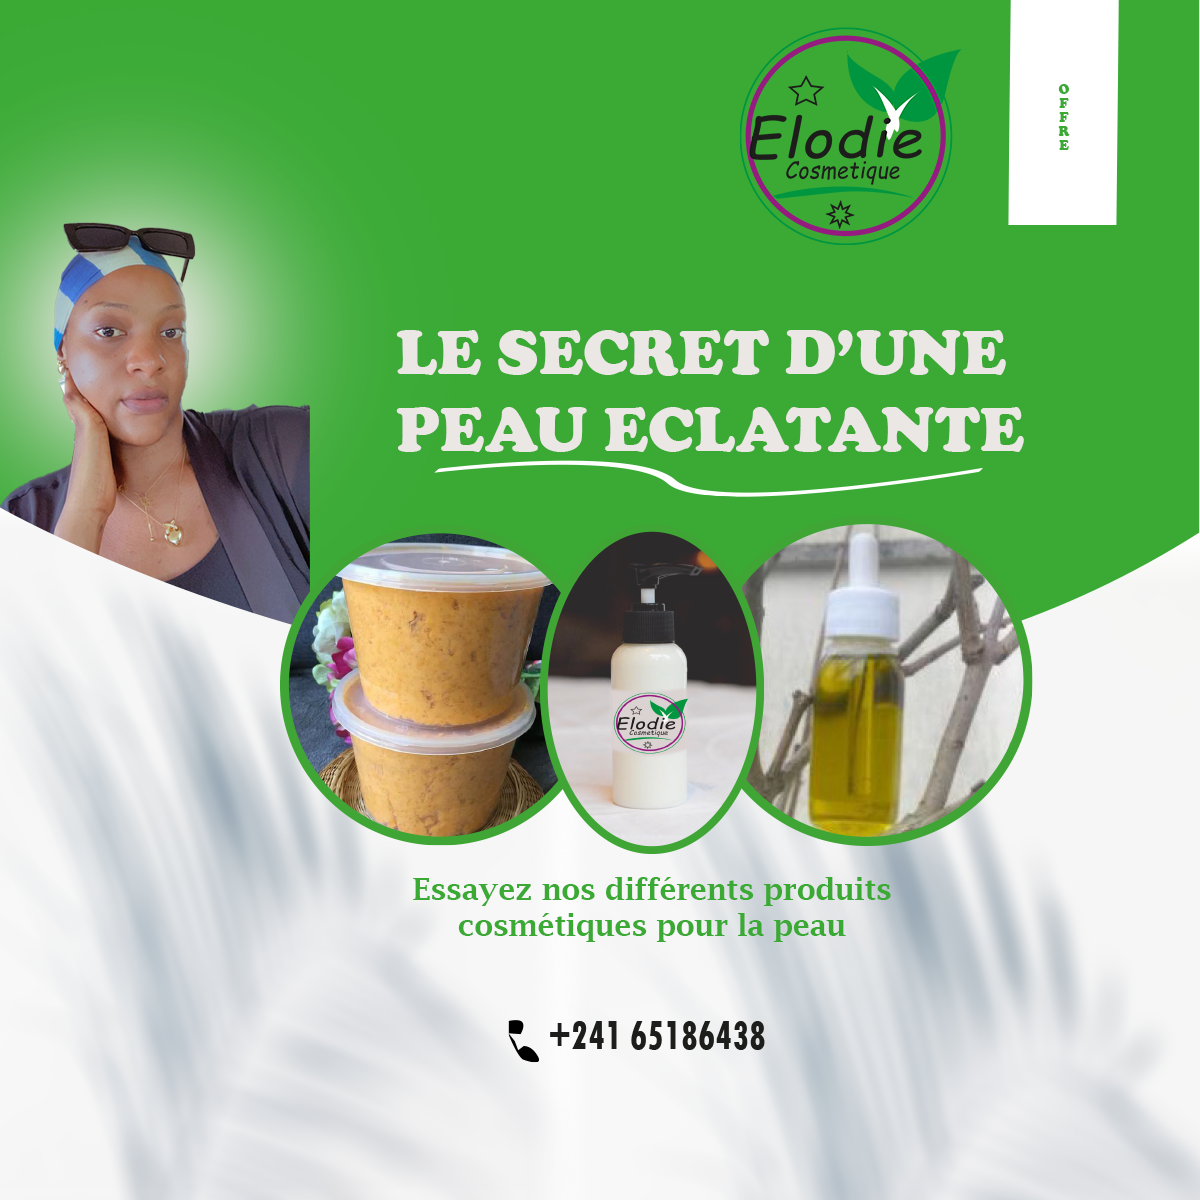 Elodie
Cosmetique
OFFRE
LE SECRET D'UNE
PEAU ECLATANTE
Elodie
Cosmetique
Essayez nos différents produits
cosmétiques pour la peau
+241 65186438